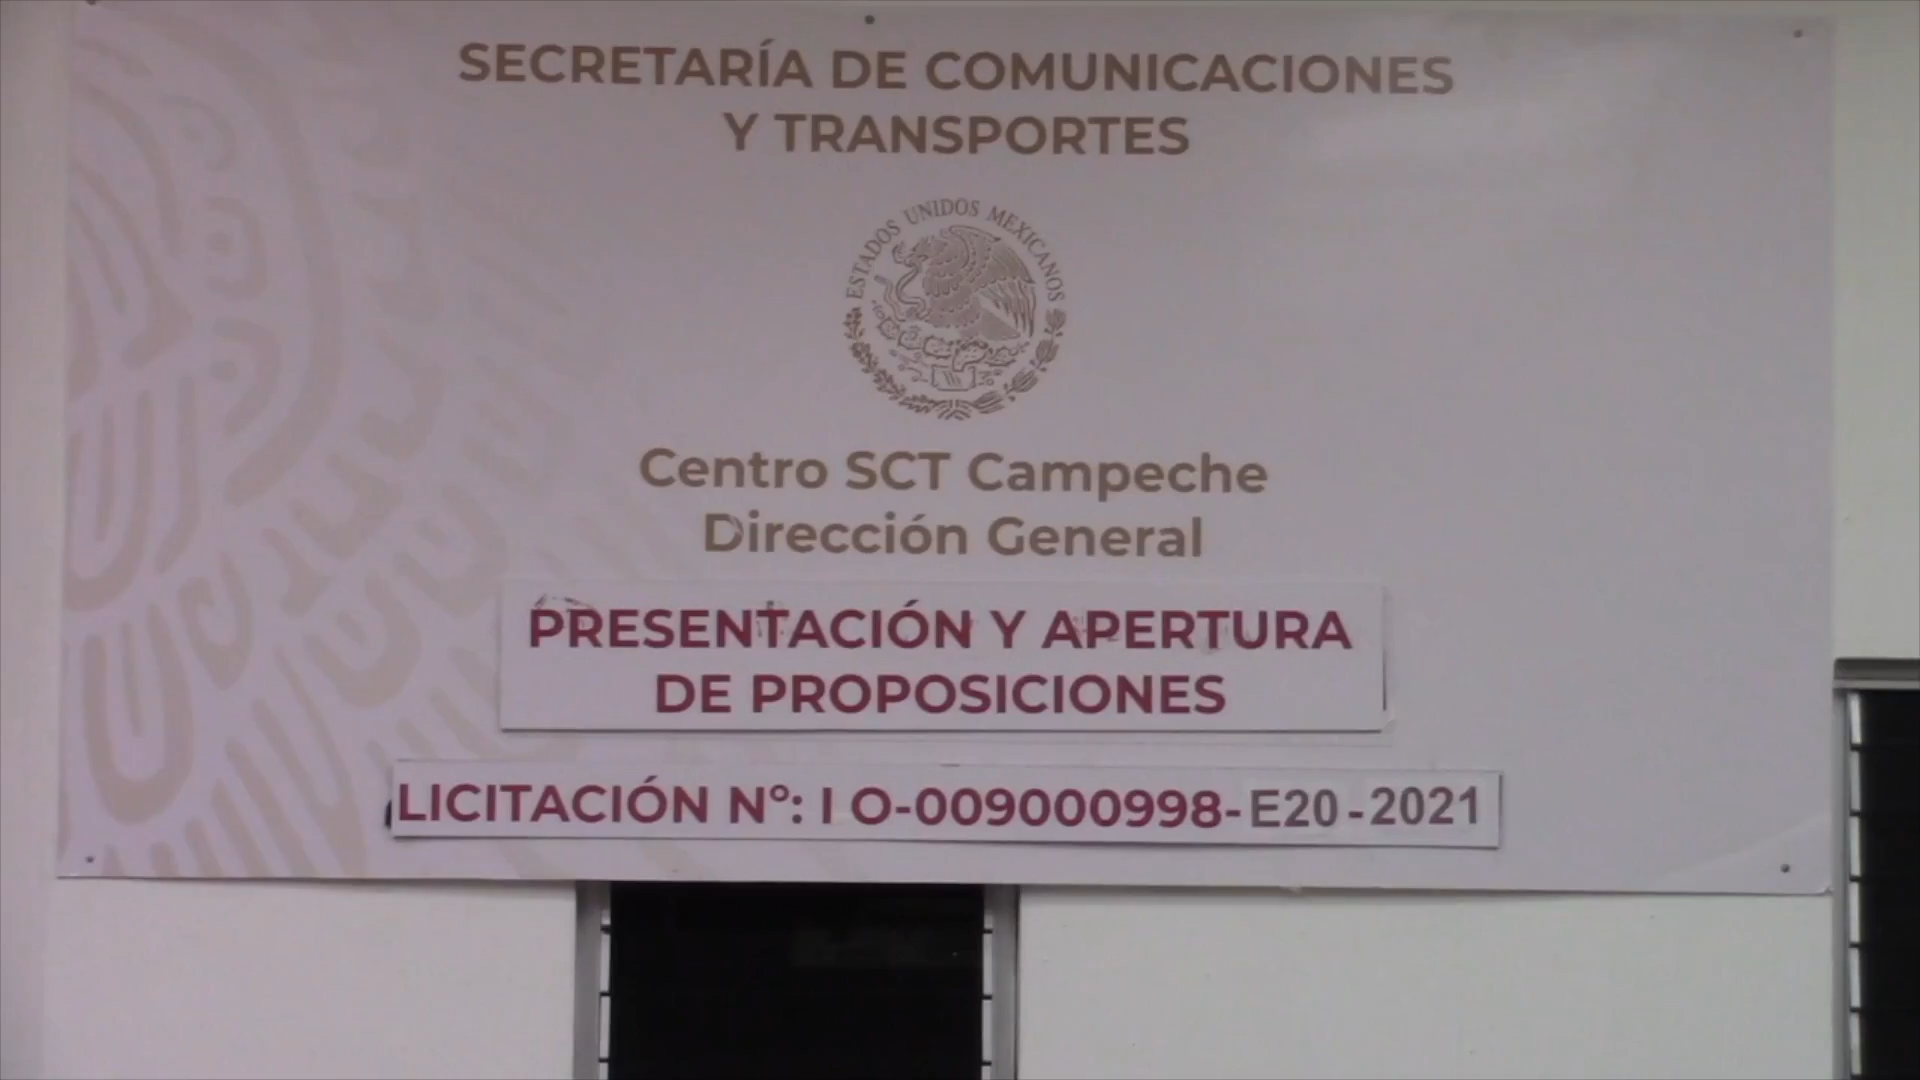 SECRETARÍA DE COMUNICACIONES
Y TRANSPORTES
ESTADOS UNIDOS MEXICANOS
Centro SCT Campeche
Dirección General
PRESENTACIÓN Y APERTURA
DE PROPOSICIONES
LICITACIÓN Nº: I O-009000998-E20-2021